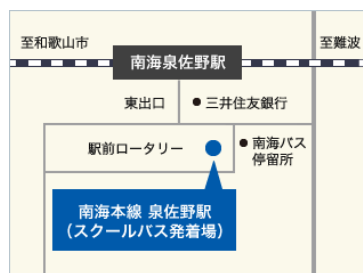 至和歌山市
至難波
南海泉佐野駅
東出口
三井住友銀行
駅前ロータリー
南海バス
停留所
南海本線 泉佐野駅
（スクールバス発着場）